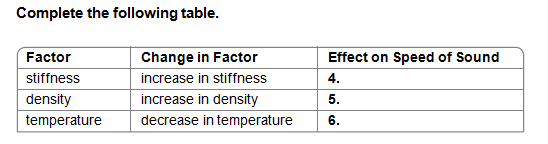 Complete the following table.
Factor Change in Factor Effect on Speed of Sound
stiffness increase in stiffness 4.
density increase in density 5.
temperature decrease in temperature 6.